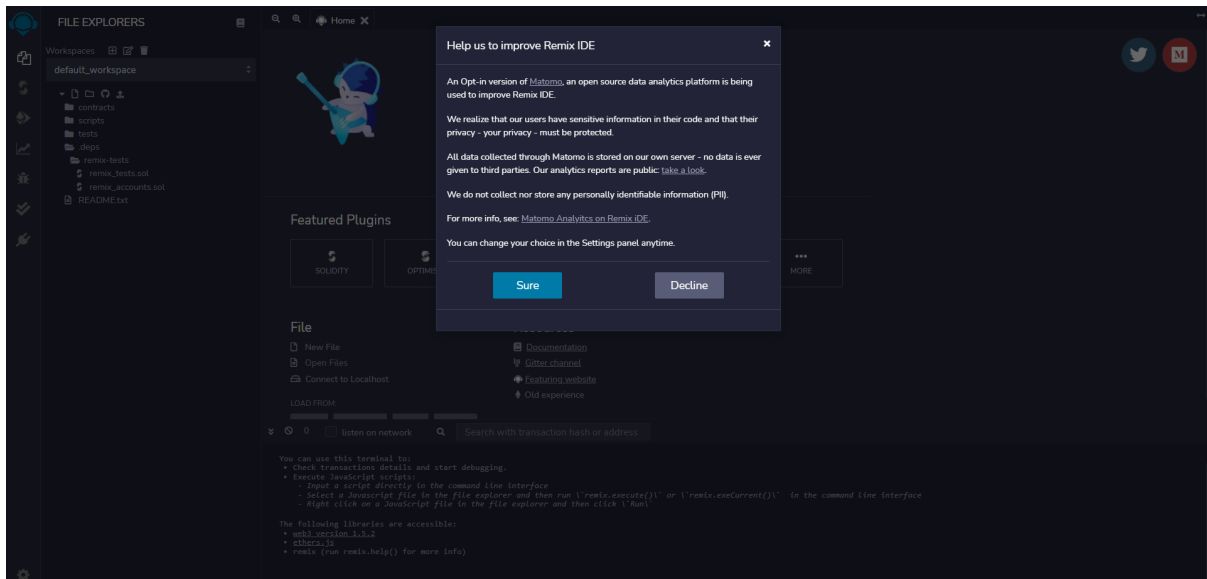 FILE EXPLORERS
Workspaces
default_workspace
contracts
scripts
tests
.deps
remix-tests
remix_tests.sol
remix_accounts.sol
README.txt
Home
Help us to improve Remix IDE
An Opt-in version of Matomo, an open source data analytics platform is being
used to improve Remix IDE.
We realize that our users have sensitive information in their code and that their
privacy - your privacy - must be protected.
All data collected through Matomo is stored on our own server - no data is ever
given to third parties. Our analytics reports are public: take a look.
We do not collect nor store any personally identifiable information (PII).
For more info, see: Matomo Analyitcs on Remix iDE.
You can change your choice in the Settings panel anytime.
Sure
Decline
Featured Plugins
SOLIDITY
MORE
File
New File
Open Files
Connect to Localhost
LOAD FROM:
Documentation
Gitter channel
Featuring website
Old experience
0
listen on network
Search with transaction hash or address
You can use this terminal to:
• Check transactions details and start debugging.
• Execute JavaScript scripts:
- Input a script directly in the command line interface
- Select a Javascript file in the file explorer and then run \`remix.execute()\` or \`remix.exeCurrent()\` in the command line interface
- Right click on a JavaScript file in the file explorer and then click \`Run\`
The following libraries are accessible:
• web3 version 1.5.2
• ethers.js
• remix (run remix.help() for more info)